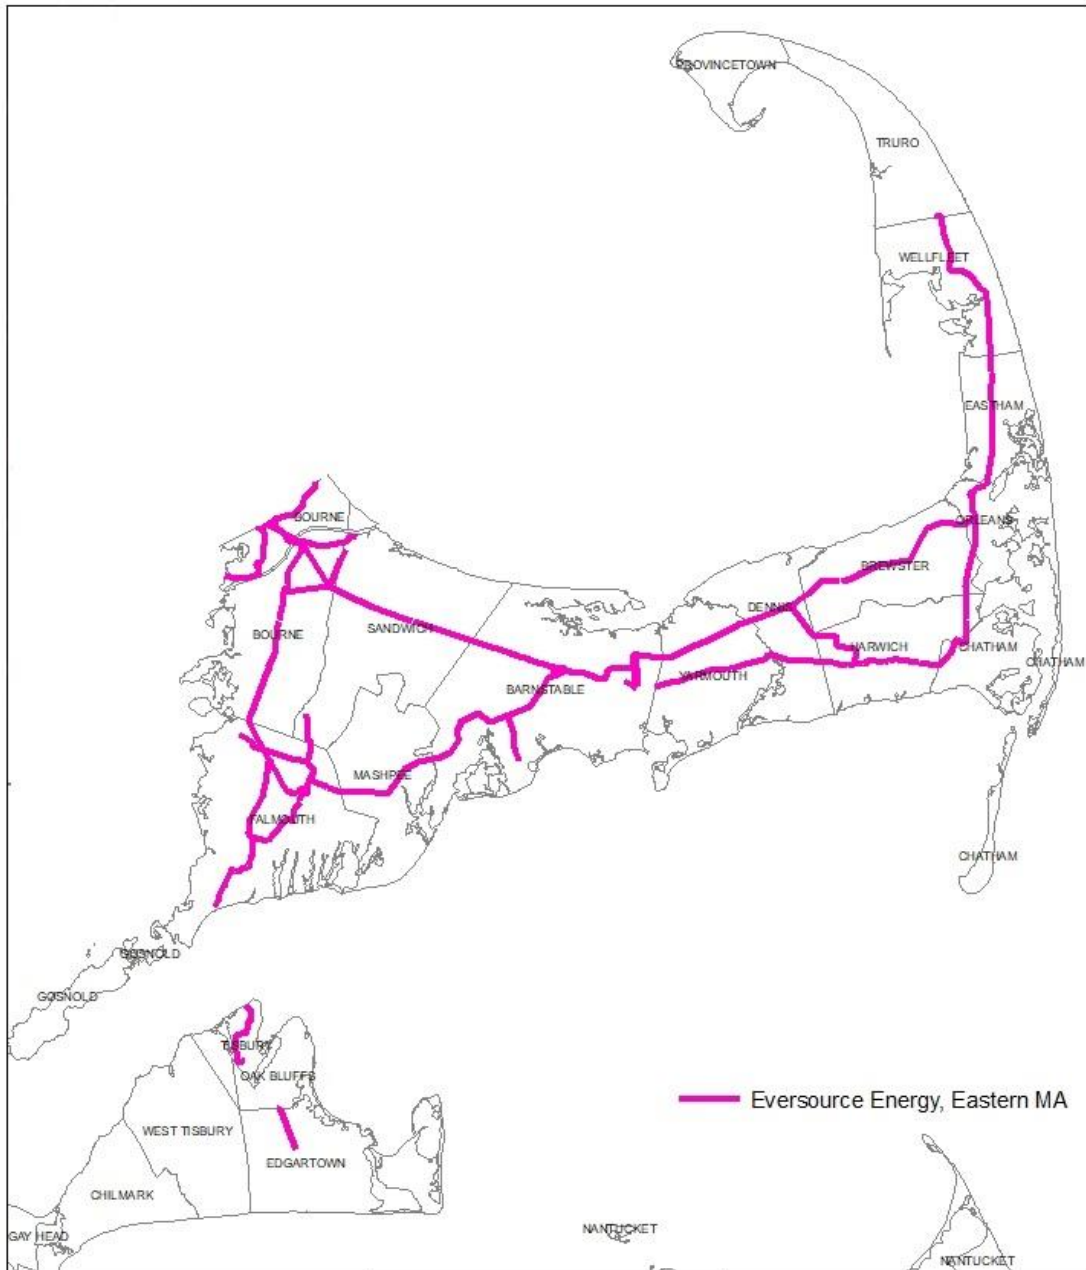 PROVINCETOWN
TRURO
WELLFLEET
EASTHAM
BOURNE
ORLEANS
BREWSTER
DENNIS
SANDWICH
BOURNE
HARWICH
CHATHAM
CHATHAM
YARMOUTH
BARNSTABLE
MASHPEE
FALMOUTH
CHATHAM
GOSNOLD
GOSNOLD
TISBURY
OAK BLUFFS
Eversource Energy, Eastern MA
WEST TISBURY
EDGARTOWN
CHILMARK
GAY HEAD
NANTUCKET
NANTUCKET